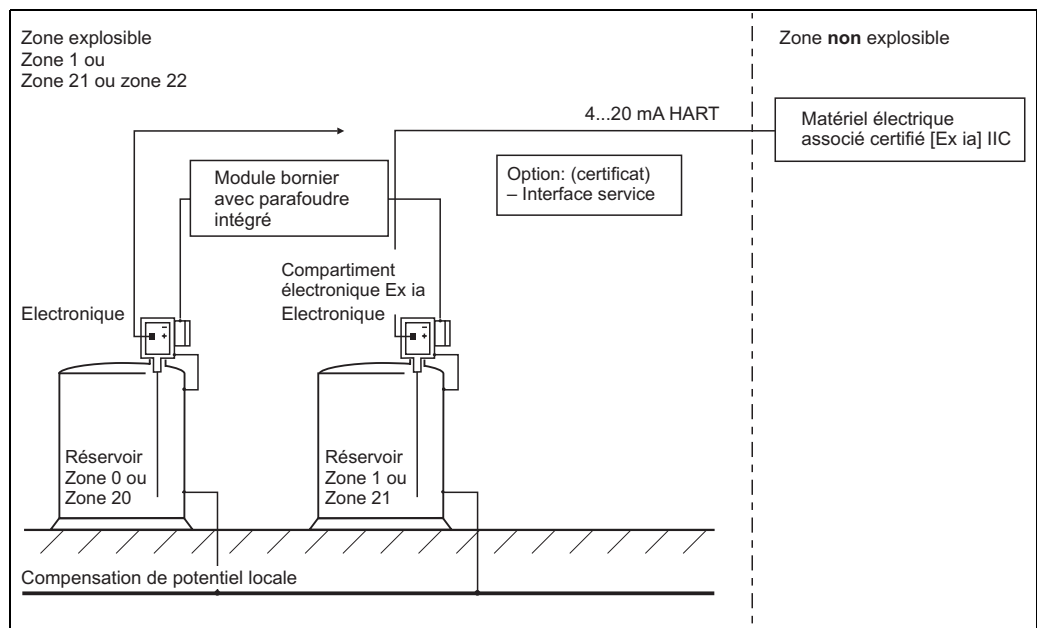 Zone explosible
Zone 1 ou
Zone 21 ou zone 22
Zone non explosible
4...20 mA HART
Matériel électrique
associé certifié [Ex ia] IIC
Module bornier
avec parafoudre
intégré
Option: (certificat)
– Interface service
Compartiment
électronique Ex ia
Electronique
Electronique
Réservoir
Zone 0 ou
Zone 20
Réservoir
Zone 1 ou
Zone 21
Compensation de potentiel locale